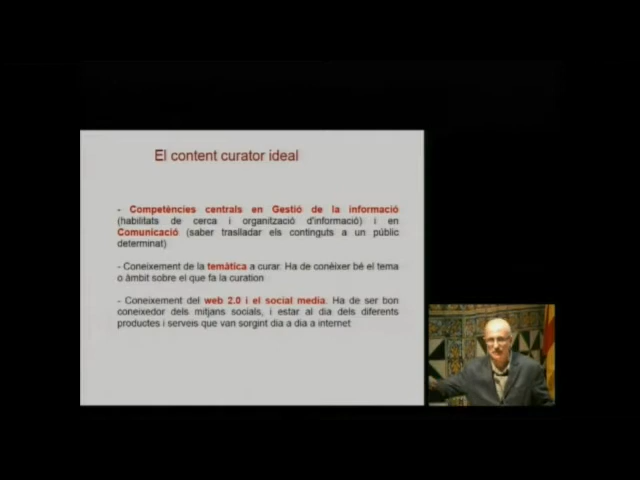 El content curator ideal
- Competències centrals en Gestió de la informació
(habilitats de cerca i organització d'informació) i en
Comunicació (saber traslladar els continguts a un públic
determinat)
- Coneixement de la temàtica a curar. Ha de conèixer bé el tema
o àmbit sobre el que fa la curation
- Coneixement del web 2.0 i el social media. Ha de ser bon
coneixedor dels mitjans socials, i estar al dia dels diferents
productes i serveis que van sorgint dia a dia a internet